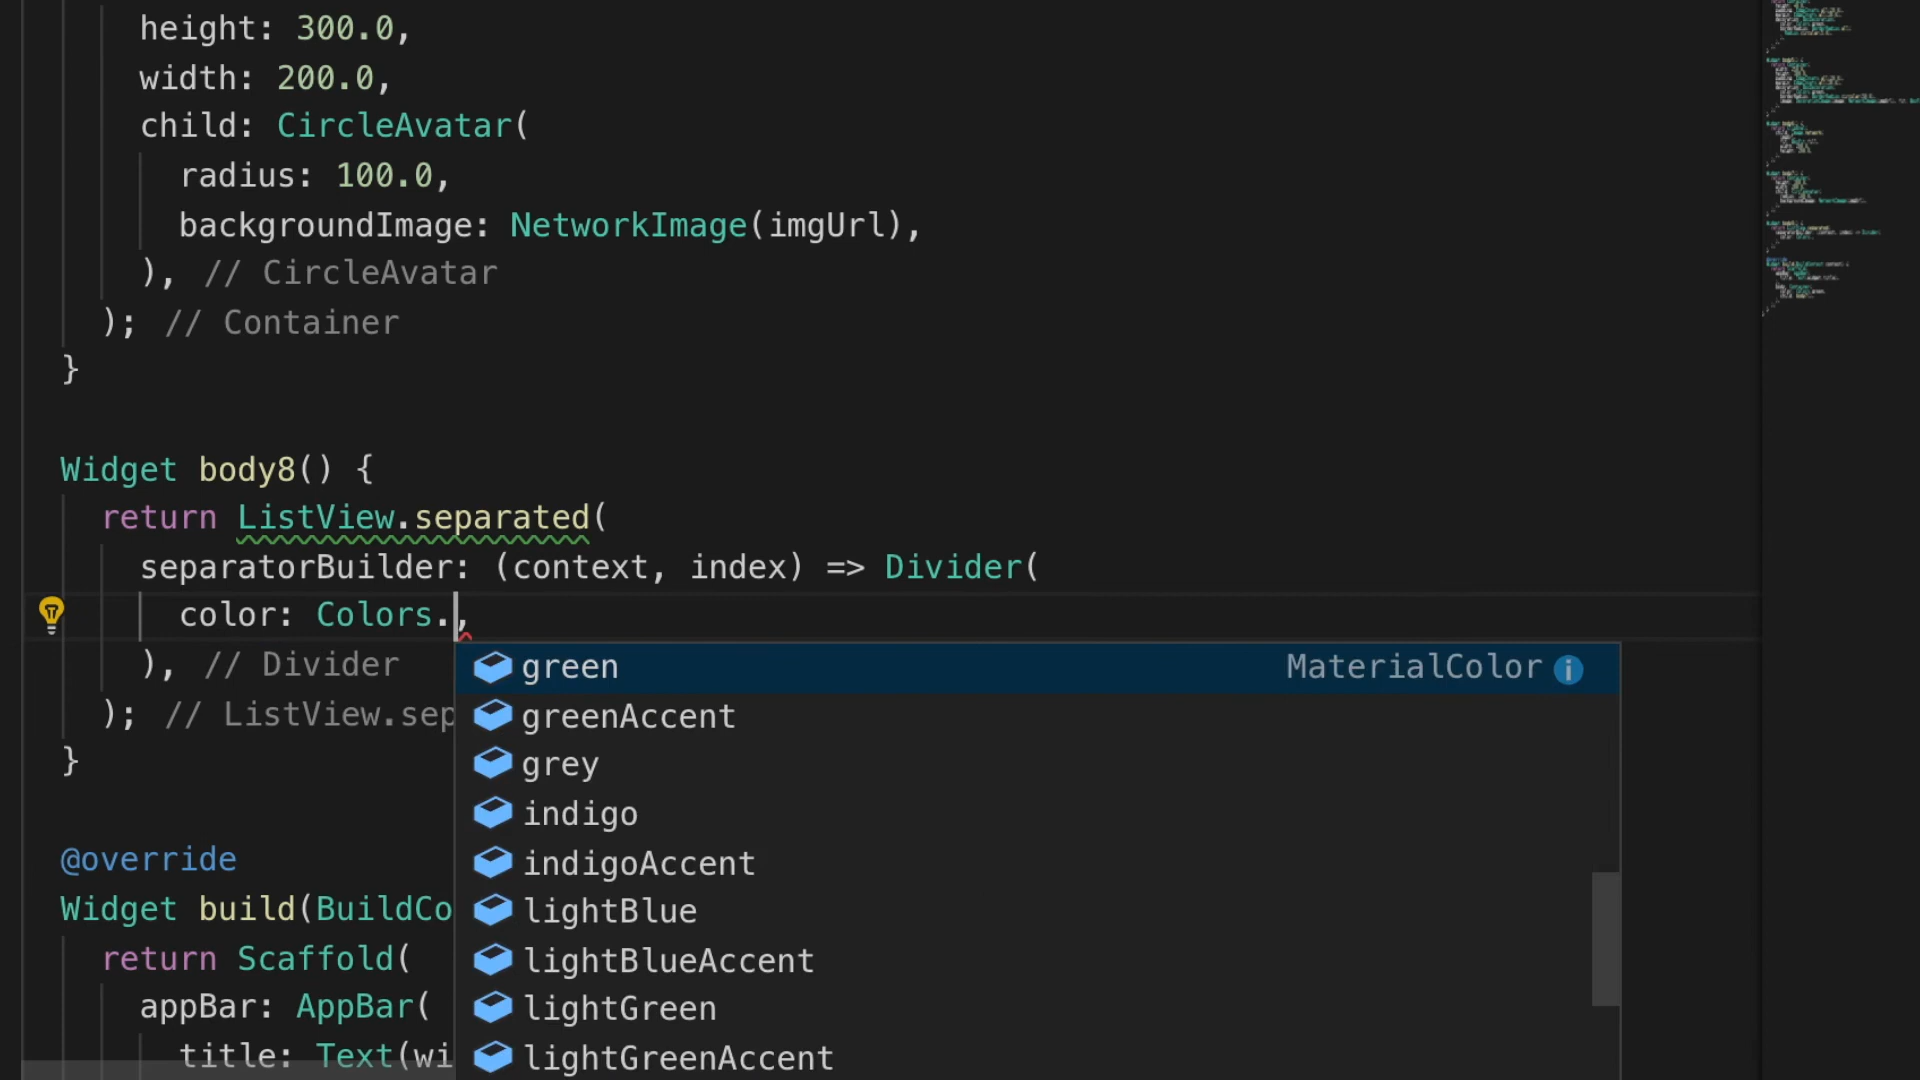 height: 300.0,
width: 200.0,
child: CircleAvatar(
radius: 100.0,
backgroundImage: NetworkImage(imgUrl),
), // CircleAvatar
); // Container
}
Widget body8() {
return ListView.separated(
separatorBuilder: (context, index) => Divider(
color: Colors.,
), // Divider
); // ListView.sep
}
@override
Widget build(BuildCo
return Scaffold(
appBar: AppBar(
title: Text(wi
green MaterialColor
greenAccent
grey
indigo
indigoAccent
lightBlue
lightBlueAccent
lightGreen
lightGreenAccent